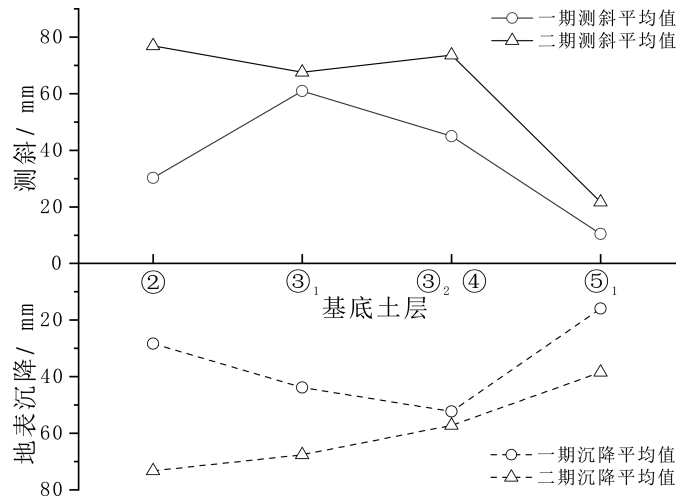 一期测斜平均值
二期测斜平均值
测斜/ mm
80
60
40
20
0
② ③₁ ③₂ ④ ⑤₁
基底土层
地表沉降/ mm
20
40
60
80
一期沉降平均值
二期沉降平均值